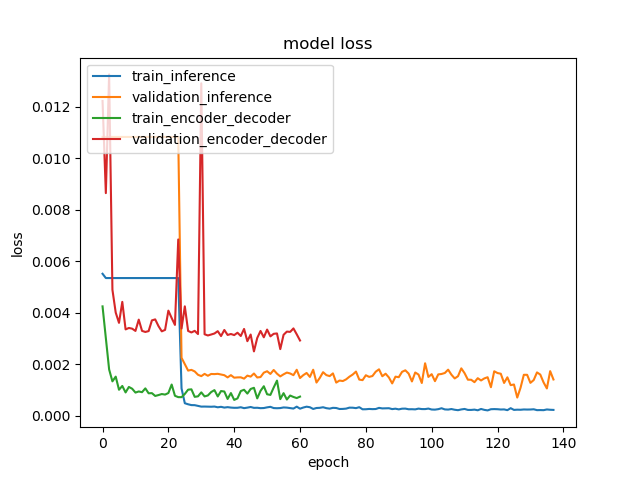 model loss
train_inference
validation_inference
train_encoder_decoder
validation_encoder_decoder
0.012
0.010
0.008
0.006
0.004
0.002
0.000
loss
0 20 40 60 80 100 120 140
epoch